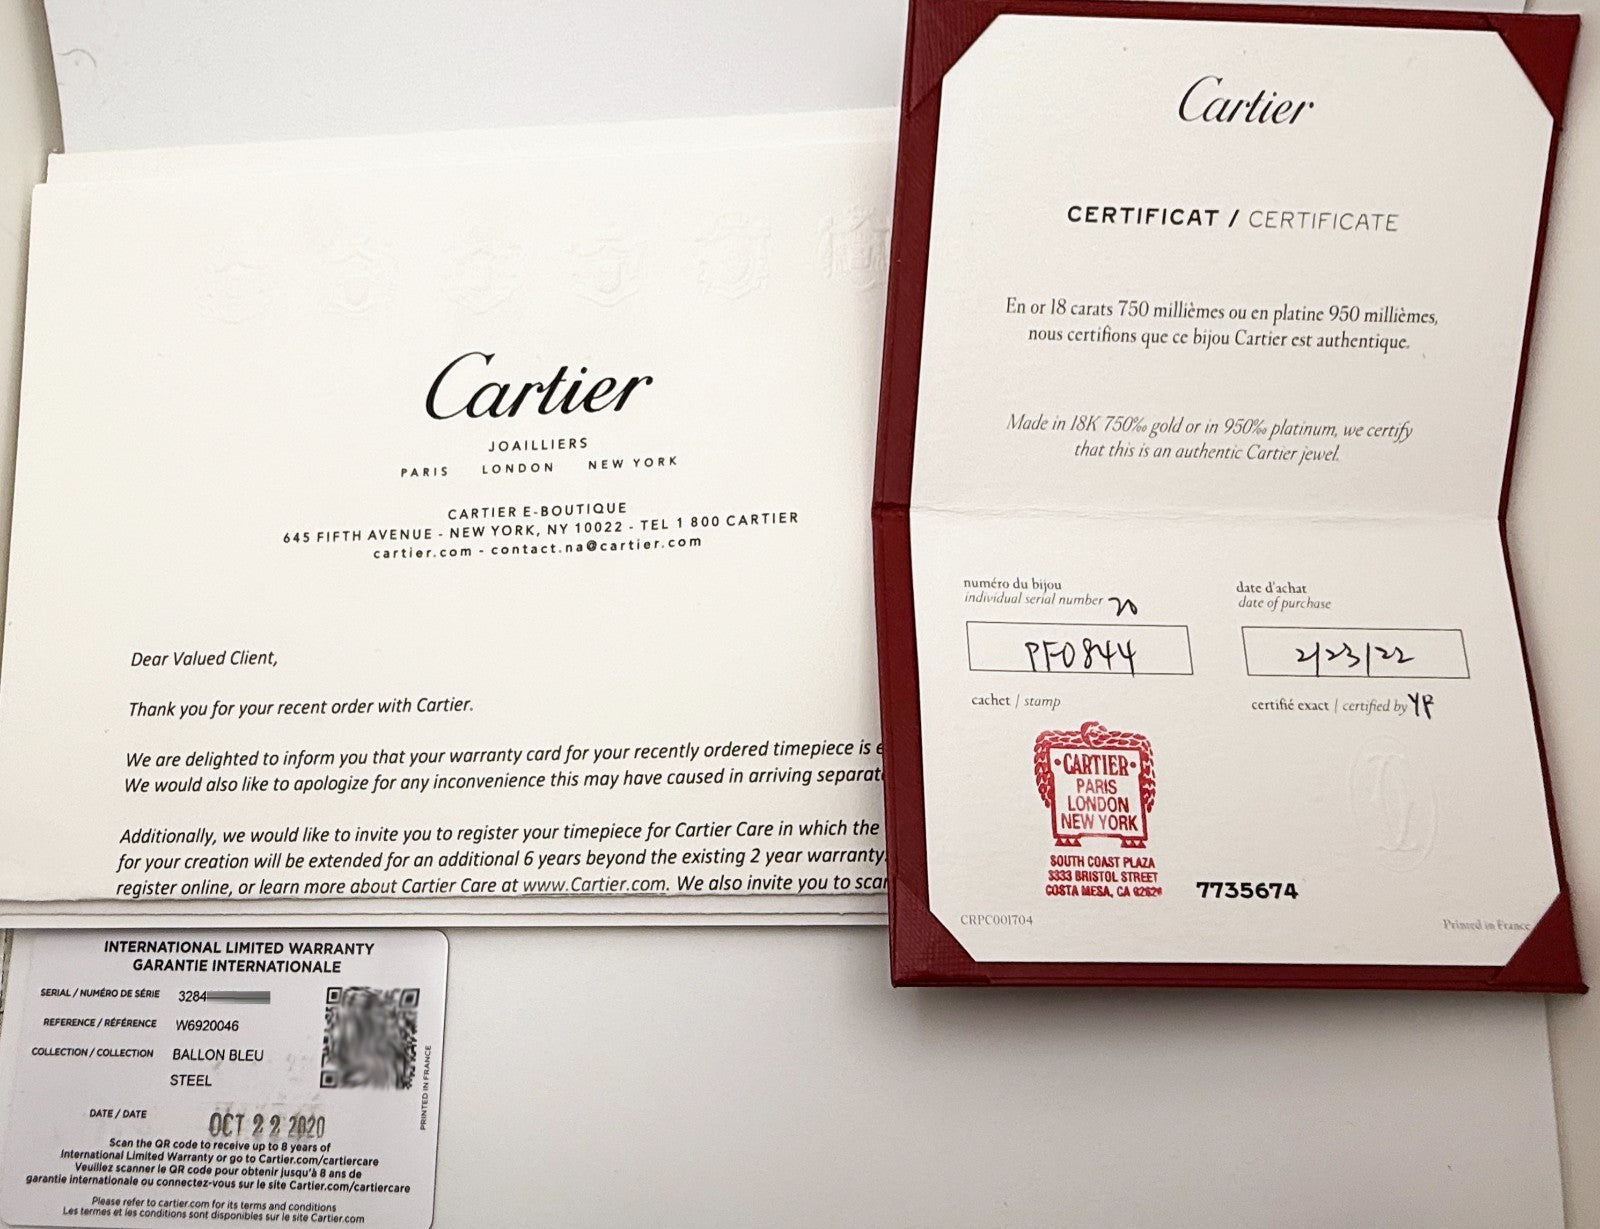 Cartier
JOAILLIERS
PARIS LONDON NEW YORK
CARTIER E-BOUTIQUE
645 FIFTH AVENUE - NEW YORK, NY 10022 - TEL 1 800 CARTIER
cartier.com - contact.na@cartier.com
Dear Valued Client,
Thank you for your recent order with Cartier.
We are delighted to inform you that your warranty card for your recently ordered timepiece is
We would also like to apologize for any inconvenience this may have caused in arriving
Additionally, we would like to invite you to register your timepiece for Cartier Care in which the
for your creation will be extended for an additional 6 years beyond the existing 2 year warranty.
register online, or learn more about Cartier Care at www.Cartier.com. We also invite you to
Cartier
CERTIFICAT / CERTIFICATE
En or 18 carats 750 millièmes ou en platine 950 millièmes,
nous certifions que ce bijou Cartier est authentique.
Made in 18K 750‰ gold or in 950‰ platinum, we certify
that this is an authentic Cartier jewel.
numéro du bijou
individual serial number
PF0844
date d'achat
date of purchase
2/23/22
cachet / stamp
certifié exact / certified by YP
·CARTIER·
PARIS
LONDON
NEW YORK
SOUTH COAST PLAZA
3333 BRISTOL STREET
COSTA MESA, CA 92626
7735674
CRPC001704
Printed in France
INTERNATIONAL LIMITED WARRANTY
GARANTIE INTERNATIONALE
SERIAL / NUMÉRO DE SÉRIE 3284
REFERENCE / RÉFÉRENCE W6920046
COLLECTION / COLLECTION BALLON BLEU
STEEL
DATE / DATE OCT 22 2020
PRINTED IN FRANCE
Scan the QR code to receive up to 8 years of
International Limited Warranty or go to Cartier.com/cartiercare
Veuillez scanner le QR code pour obtenir jusqu'à 8 ans de
garantie internationale ou connectez-vous sur le site Cartier.com/cartiercare
Please refer to cartier.com for its terms and conditions
Les termes et les conditions sont disponibles sur le site Cartier.com